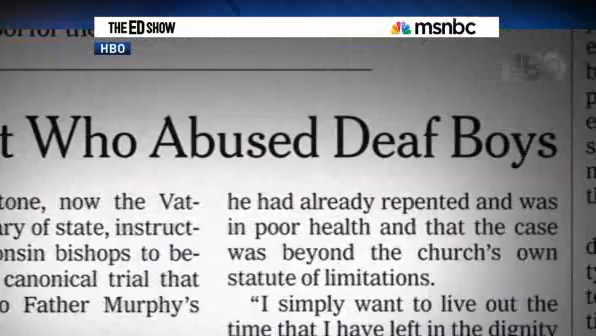 THE ED SHOW
msnbc
HBO
Who Abused Deaf Boys
now the Vat-
of state, instruct-
bishops to be-
canonical trial that
Father Murphy's
he had already repented and was
in poor health and that the case
was beyond the church's own
statute of limitations.
"I simply want to live out the
time that I have left in the dignity